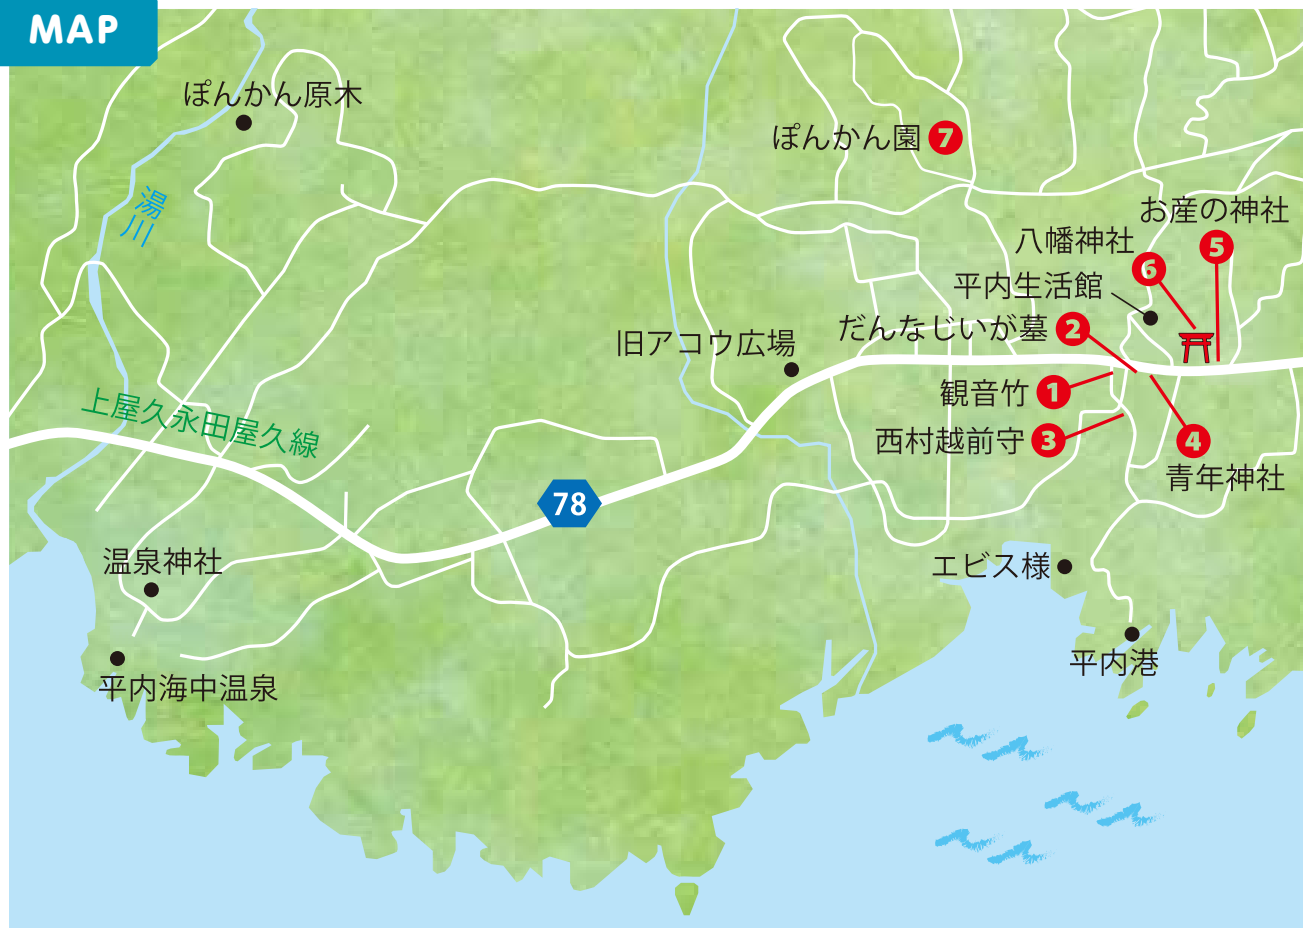 MAP
ぽんかん原木
ぽんかん園 7
湯川
お産の神社
5
八幡神社
6
平内生活館
だんなじいが墓 2
旧アコウ広場
観音竹 1
上屋久永田屋久線
西村越前守 3
4
青年神社
78
温泉神社
エビス様
平内港
平内海中温泉